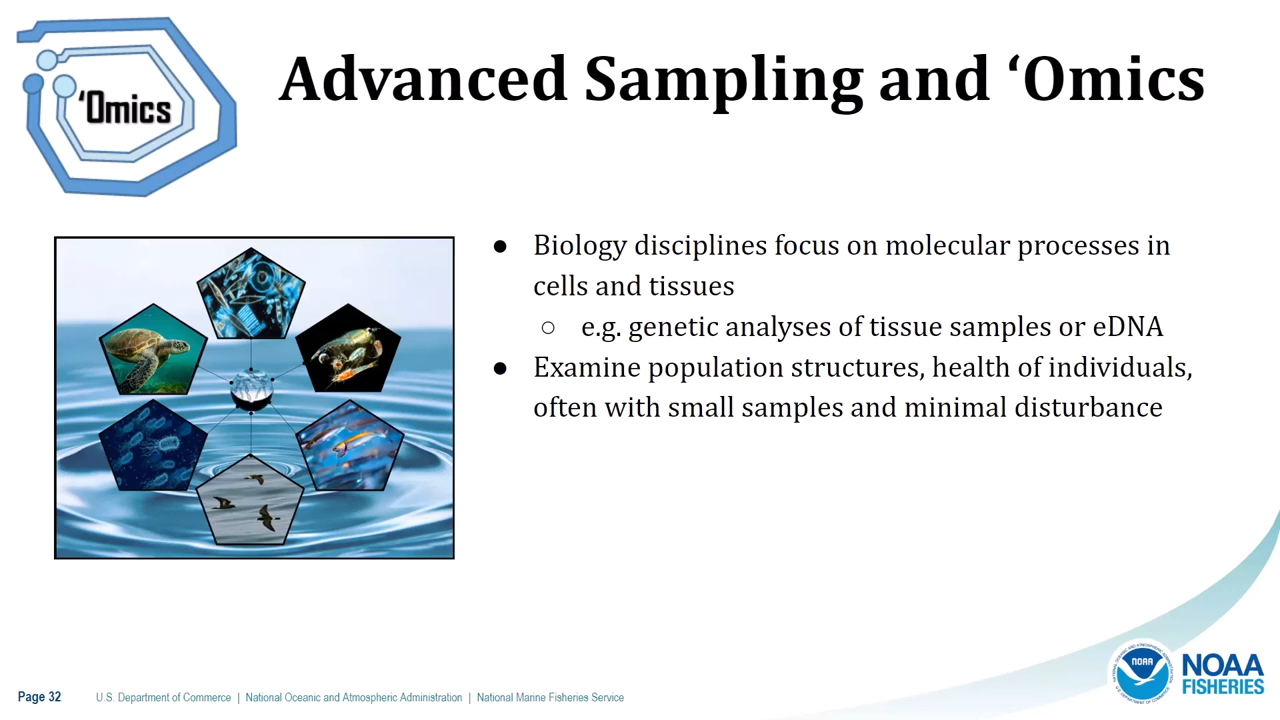 ‘Omics
Advanced Sampling and ‘Omics
● Biology disciplines focus on molecular processes in
cells and tissues
○ e.g. genetic analyses of tissue samples or eDNA
● Examine population structures, health of individuals,
often with small samples and minimal disturbance
Page 32
U.S. Department of Commerce | National Oceanic and Atmospheric Administration | National Marine Fisheries Service
NOAA
NOAA
FISHERIES